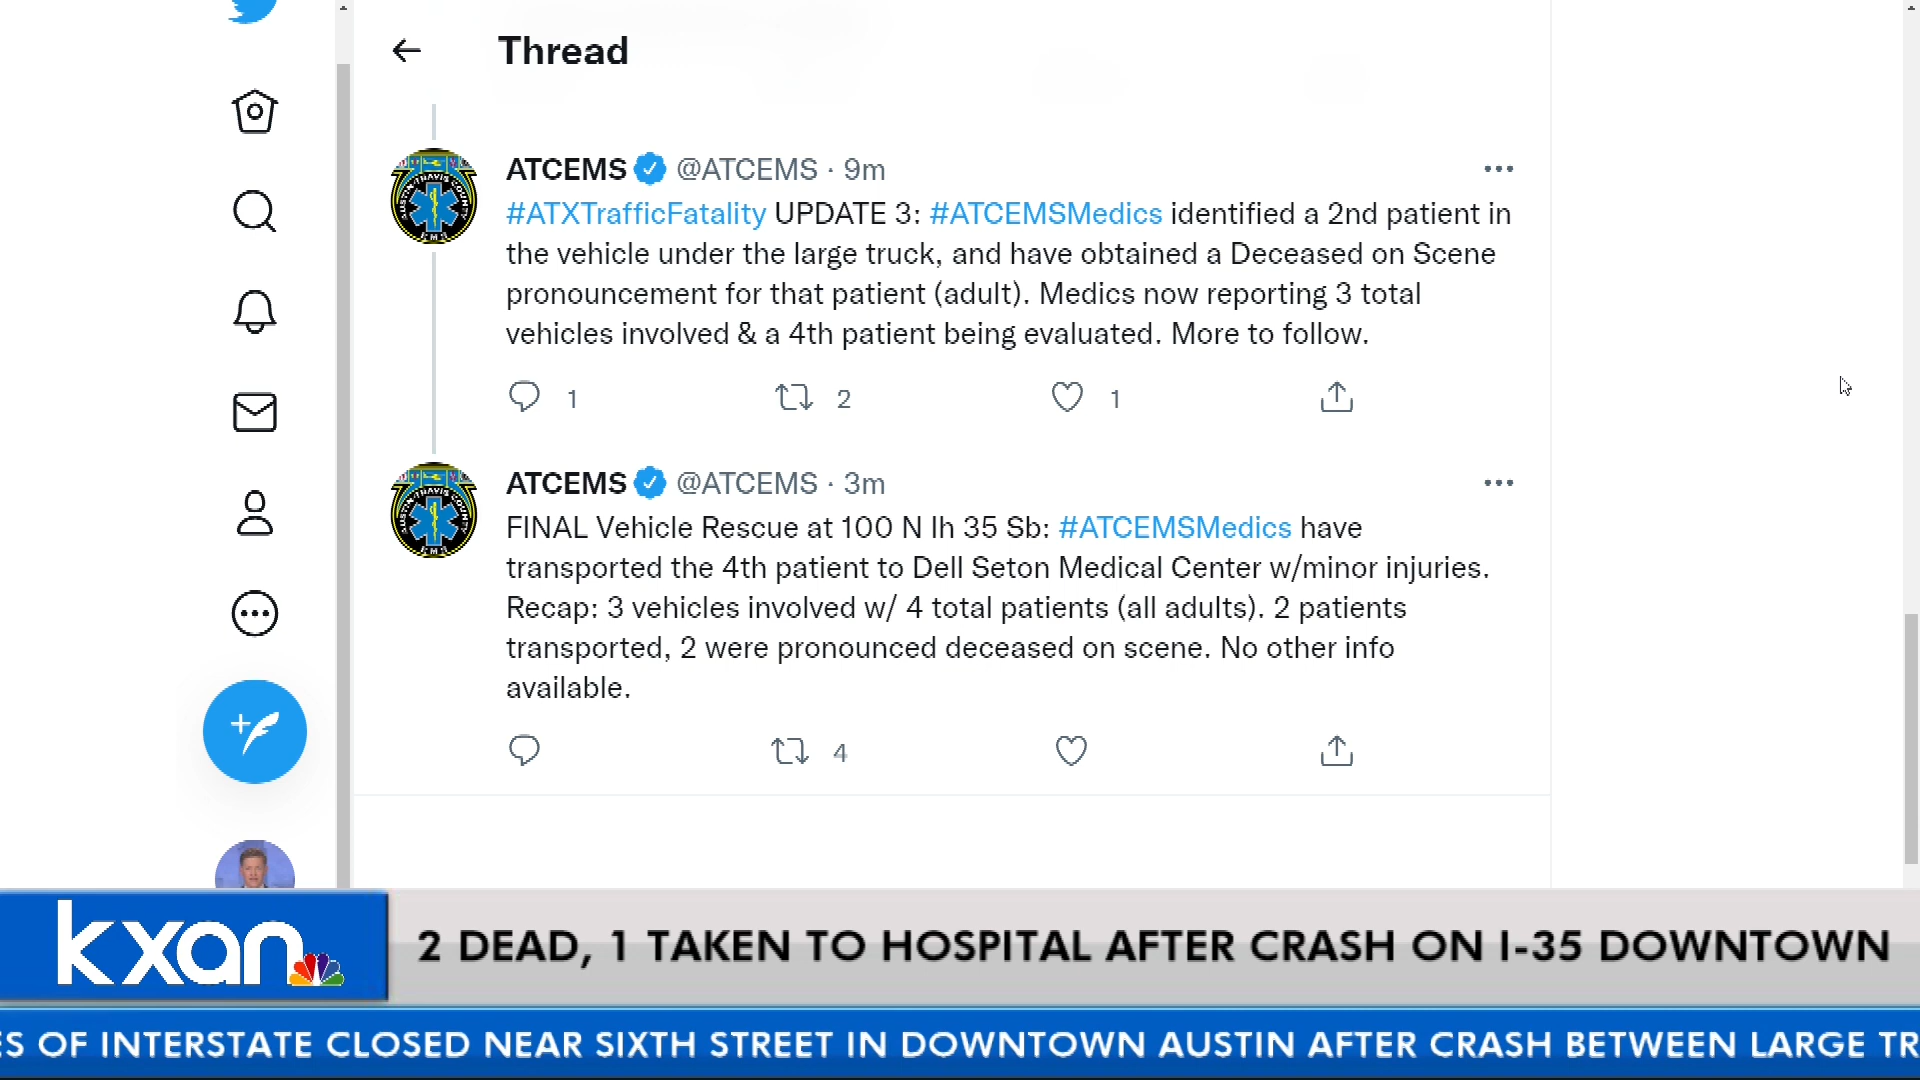 Thread
ATCEMS @ATCEMS · 9m
#ATXTrafficFatality UPDATE 3: #ATCEMSMedics identified a 2nd patient in
the vehicle under the large truck, and have obtained a Deceased on Scene
pronouncement for that patient (adult). Medics now reporting 3 total
vehicles involved & a 4th patient being evaluated. More to follow.
1 2 1
ATCEMS @ATCEMS · 3m
FINAL Vehicle Rescue at 100 N Ih 35 Sb: #ATCEMSMedics have
transported the 4th patient to Dell Seton Medical Center w/minor injuries.
Recap: 3 vehicles involved w/ 4 total patients (all adults). 2 patients
transported, 2 were pronounced deceased on scene. No other info
available.
4
kxan
2 DEAD, 1 TAKEN TO HOSPITAL AFTER CRASH ON I-35 DOWNTOWN
ES OF INTERSTATE CLOSED NEAR SIXTH STREET IN DOWNTOWN AUSTIN AFTER CRASH BETWEEN LARGE TR